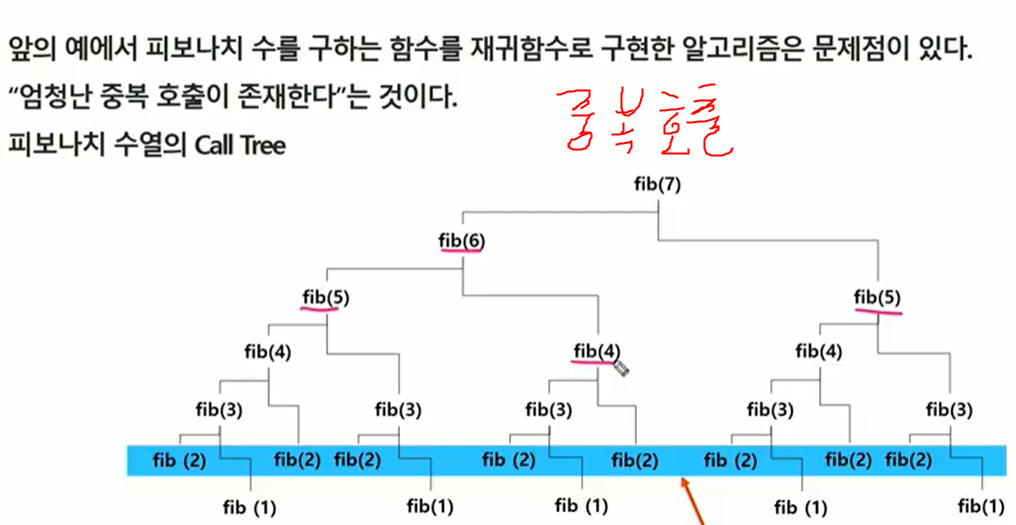 앞의 예에서 피보나치 수를 구하는 함수를 재귀함수로 구현한 알고리즘은 문제점이 있다.
“엄청난 중복 호출이 존재한다”는 것이다.
중복 호출
피보나치 수열의 Call Tree
fib(7)
fib(6)
fib(5) fib(5)
fib(4) fib(4) fib(4)
fib(3) fib(3) fib(3) fib(3) fib(3)
fib (2) fib(2) fib(2) fib (2) fib(2) fib (2) fib(2) fib(2)
fib (1) fib(1) fib (1) fib (1) fib(1)